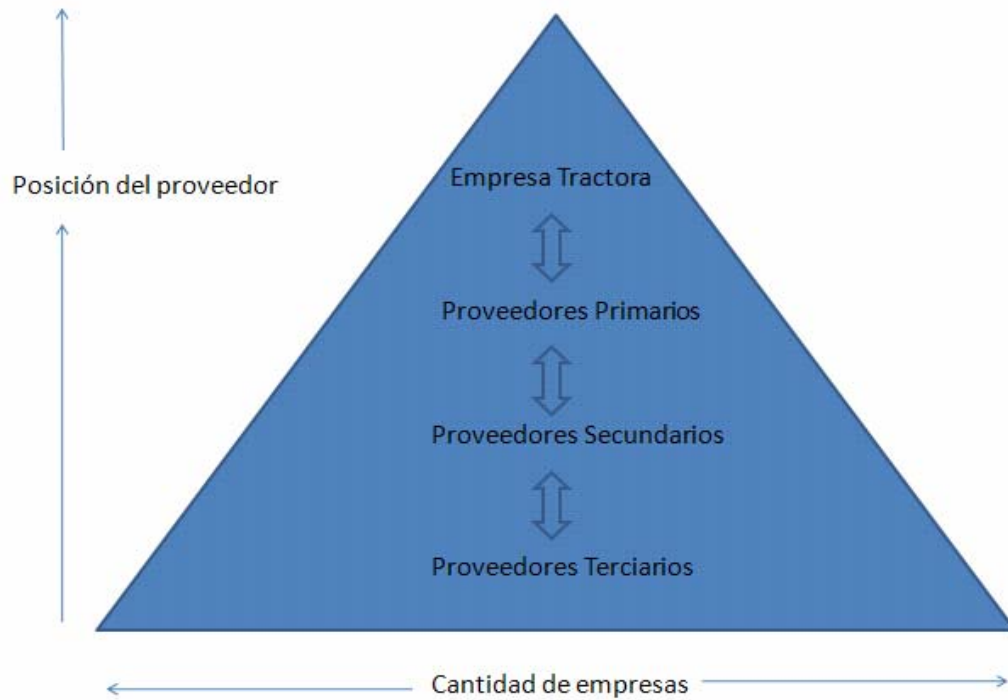 Empresa Tractora
Posición del proveedor
Proveedores Primarios
Proveedores Secundarios
Proveedores Terciarios
Cantidad de empresas